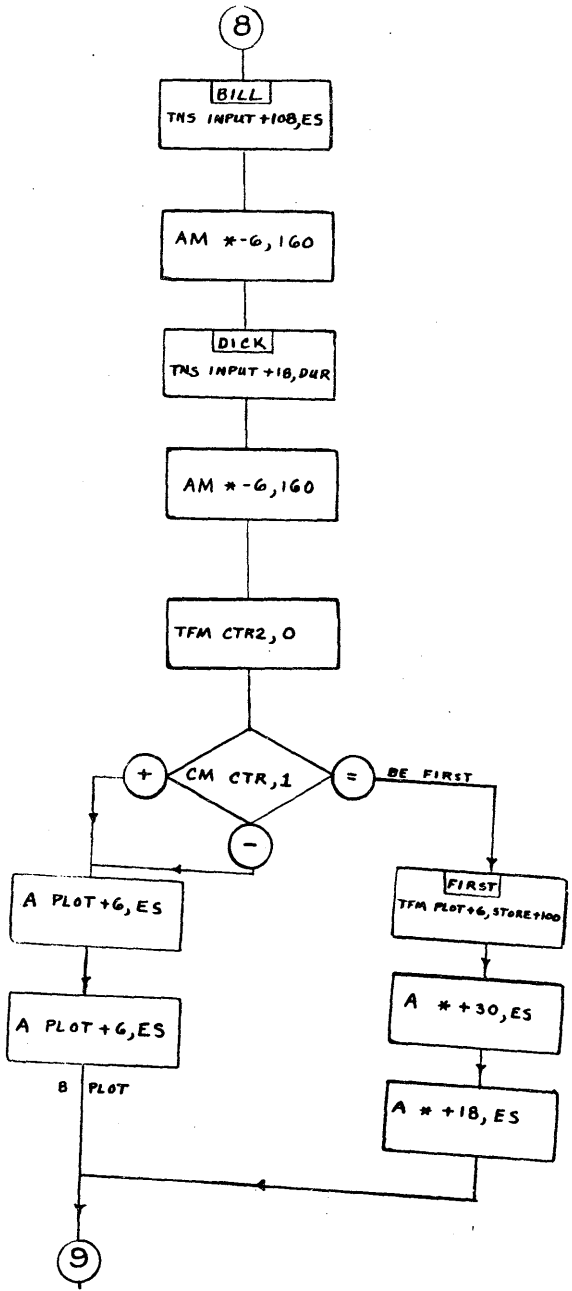 8
BILL
TNS INPUT +108,ES
AM *-6,160
DICK
TNS INPUT +18,DUR
AM *-6,160
TFM CTR2,0
+
CM CTR,1
=
BE FIRST
-
A PLOT+6,ES
A PLOT+6,ES
B PLOT
FIRST
TFM PLOT+6,STORE+100
A *+30,ES
A *+18,ES
9